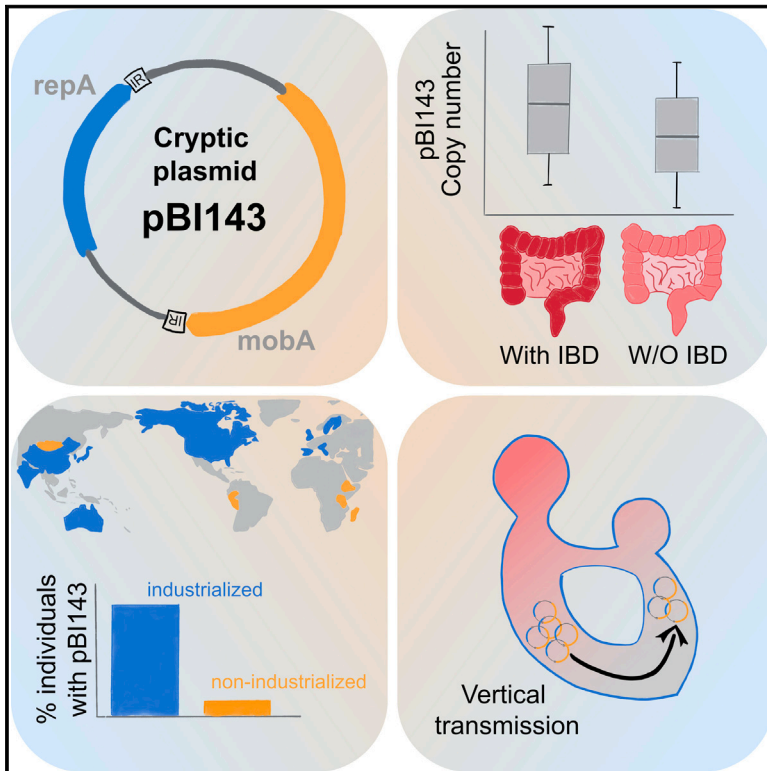 repA
IR
Cryptic
plasmid
pBI143
IR
mobA
pBI143
Copy number
With IBD
W/O IBD
% individuals
with pBI143
industrialized
non-industrialized
Vertical
transmission